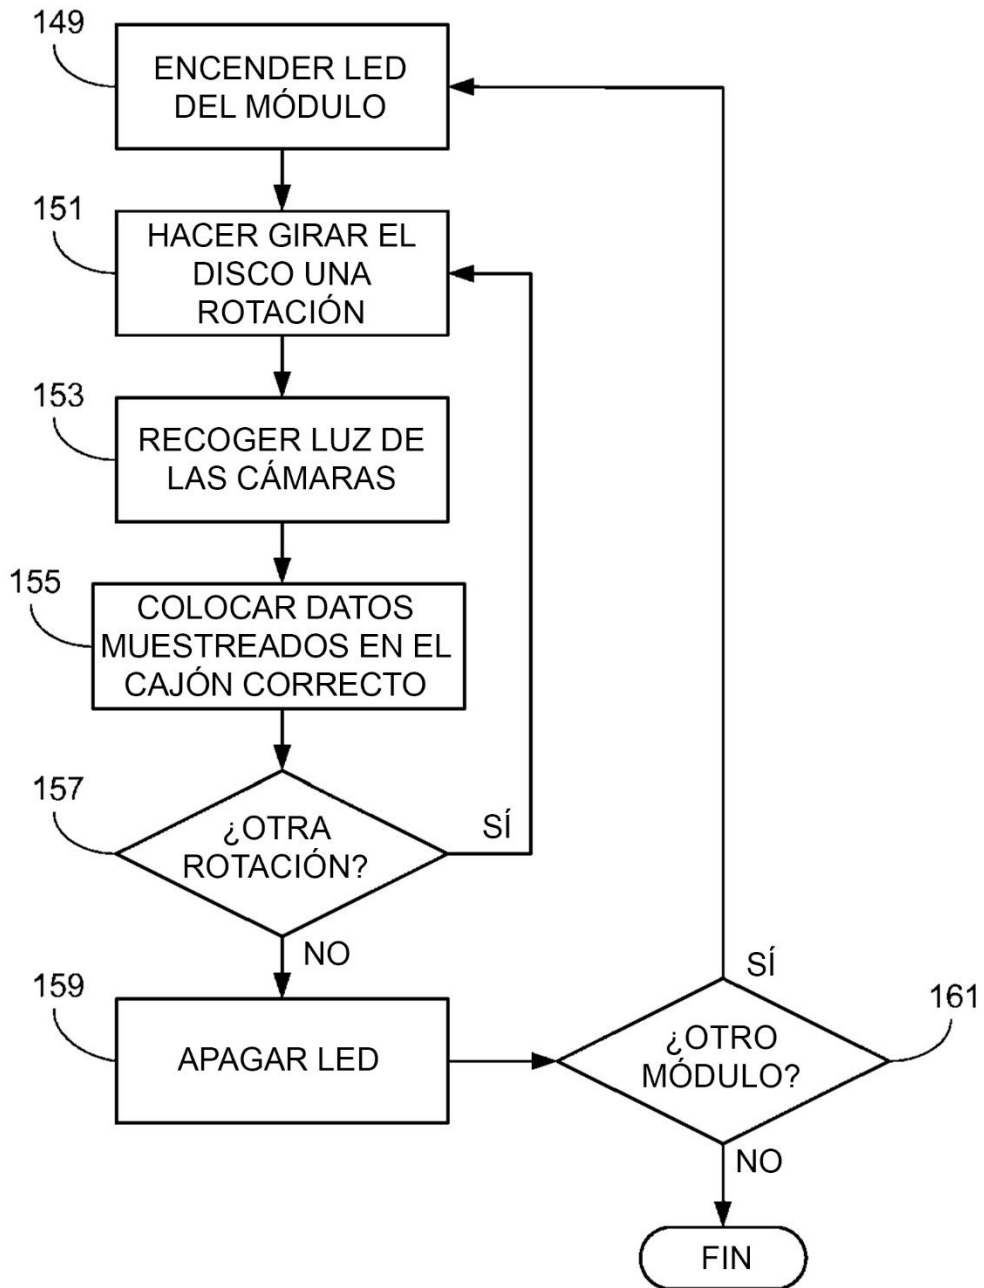 149
ENCENDER LED
DEL MÓDULO
151
HACER GIRAR EL
DISCO UNA
ROTACIÓN
153
RECOGER LUZ DE
LAS CÁMARAS
155
COLOCAR DATOS
MUESTREADOS EN EL
CAJÓN CORRECTO
157
¿OTRA
ROTACIÓN?
SÍ
NO
159
APAGAR LED
SÍ
161
¿OTRO
MÓDULO?
NO
FIN